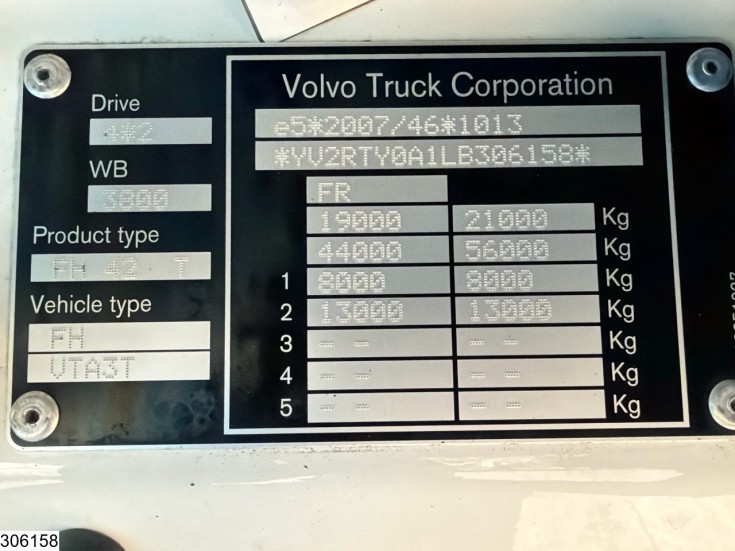 Drive
4*2
WB
3800
Product type
FH 42 T
Vehicle type
FH
VTA3T
Volvo Truck Corporation
e5*2007/46*1013
*YV2RTY0A1LB306158*
FR
19000 21000 Kg
44000 56000 Kg
1 8000 8000 Kg
2 13000 13000 Kg
3 -- -- -- -- Kg
4 -- -- -- -- Kg
5 -- -- -- -- Kg
306158